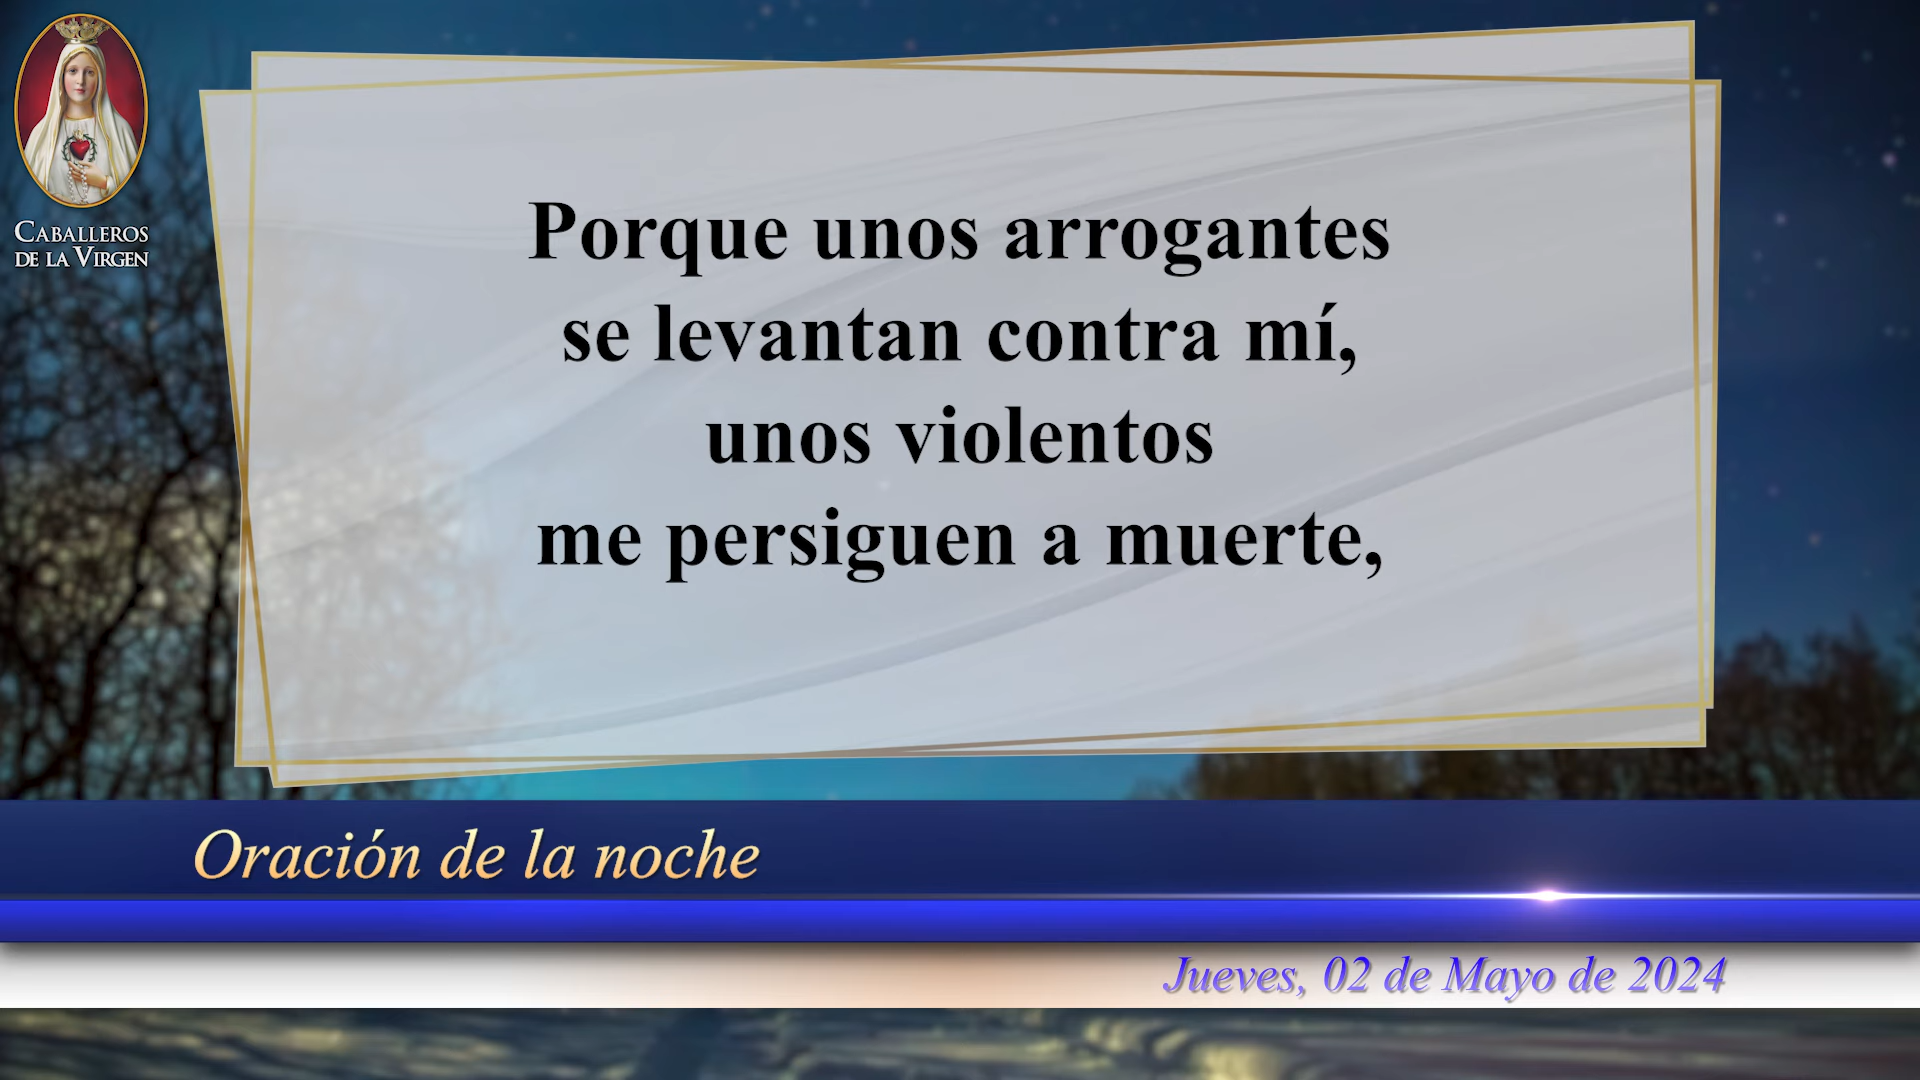 CABALLEROS
DE LA VIRGEN
Porque unos arrogantes
se levantan contra mí,
unos violentos
me persiguen a muerte,
Oración de la noche
Jueves, 02 de Mayo de 2024